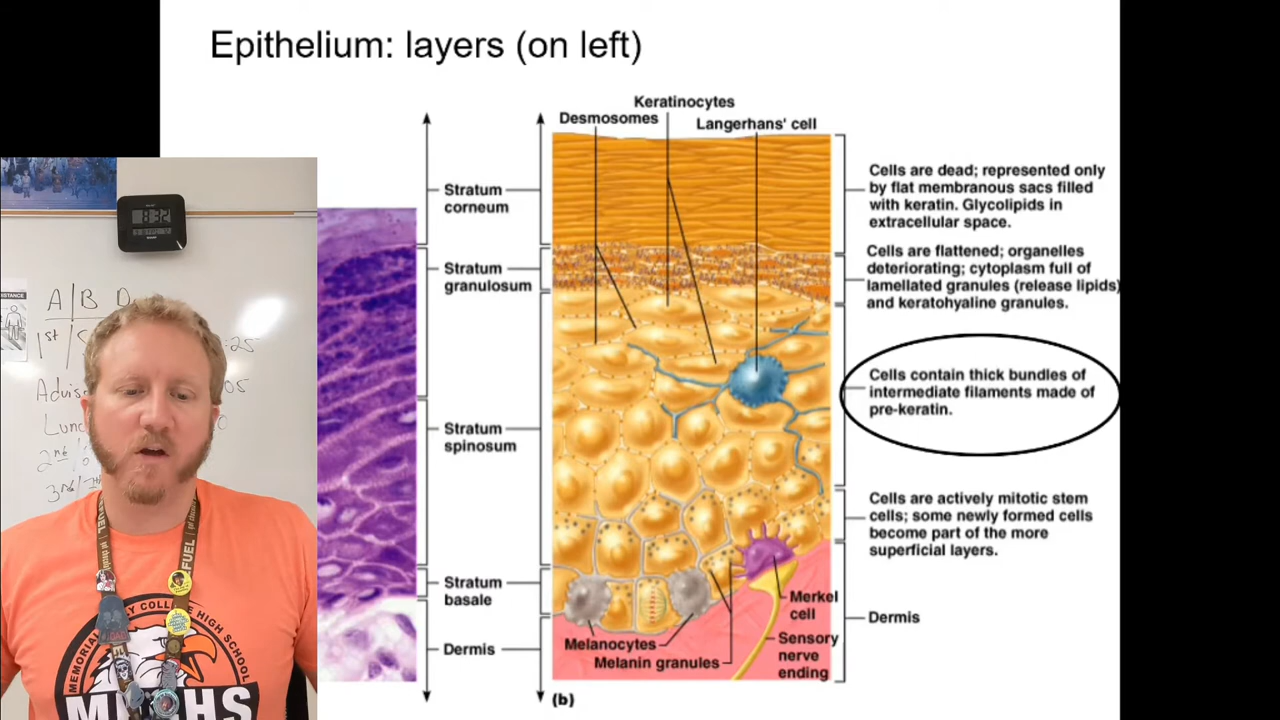 Epithelium: layers (on left)
Keratinocytes
Desmosomes
Langerhans' cell
Stratum
corneum
Stratum
granulosum
Stratum
spinosum
Stratum
basale
Dermis
Cells are dead; represented only
by flat membranous sacs filled
with keratin. Glycolipids in
extracellular space.
Cells are flattened; organelles
deteriorating; cytoplasm full of
lamellated granules (release lipids)
and keratohyaline granules.
Cells contain thick bundles of
intermediate filaments made of
pre-keratin.
Cells are actively mitotic stem
cells; some newly formed cells
become part of the more
superficial layers.
Dermis
Merkel
cell
Sensory
nerve
ending
Melanocytes
Melanin granules
(b)
8:32
A B
1st
2nd